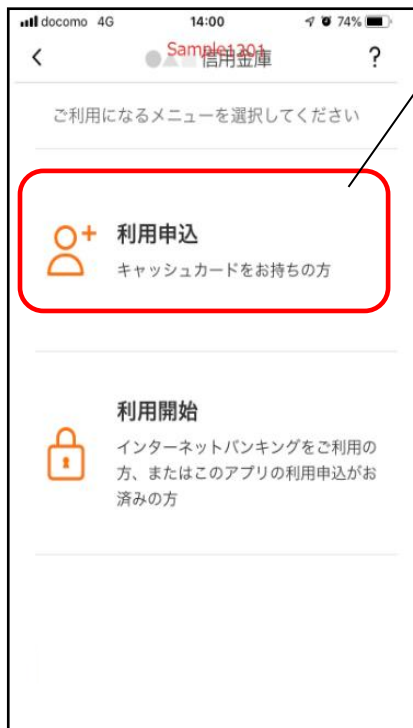 docomo 4G 14:00 74%
Sample1201
●▲■信用金庫 ?
ご利用になるメニューを選択してください
利用申込
キャッシュカードをお持ちの方
利用開始
インターネットバンキングをご利用の
方、またはこのアプリの利用申込がお
済みの方